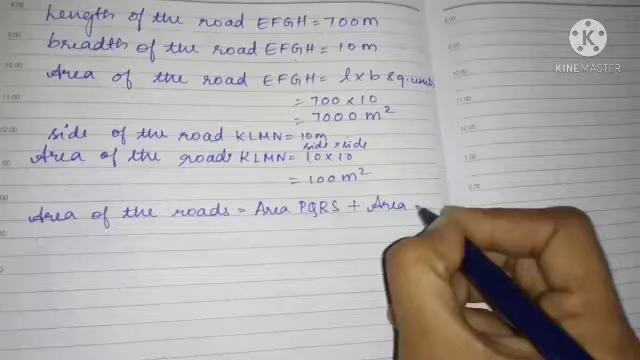 Length of the road EFGH = 700m
breadth of the road EFGH = 10m
Area of the road EFGH = l x b sq. units
= 700 x 10
= 7000 m²
side of the road KLMN = 10m
side x side
Area of the roads KLMN = 10 x 10
= 100 m²
Area of the roads = Area PQRS + Area
KINEMASTER